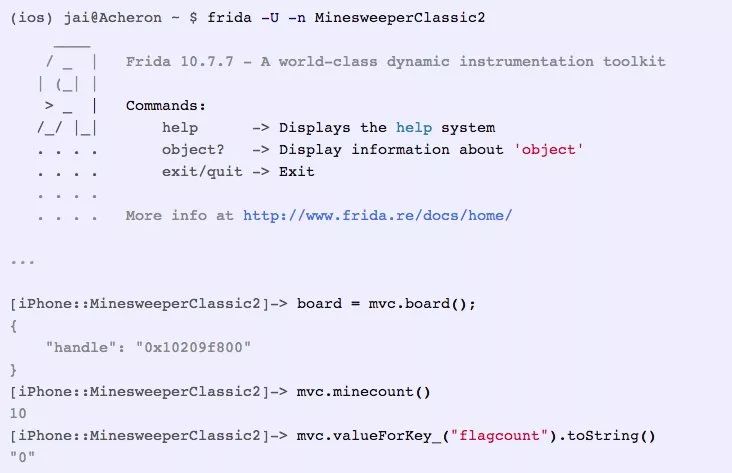 (ios) jai@Acheron ~ $ frida -U -n MinesweeperClassic2
     ____
    / _  |   Frida 10.7.7 - A world-class dynamic instrumentation toolkit
   | (_| |
    > _  |   Commands:
   /_/ |_|       help      -> Displays the help system
   . . . .       object?   -> Display information about 'object'
   . . . .       exit/quit -> Exit
   . . . .
   . . . .   More info at http://www.frida.re/docs/home/
...
[iPhone::MinesweeperClassic2]-> board = mvc.board();
{
    "handle": "0x10209f800"
}
[iPhone::MinesweeperClassic2]-> mvc.minecount()
10
[iPhone::MinesweeperClassic2]-> mvc.valueForKey_("flagcount").toString()
"0"